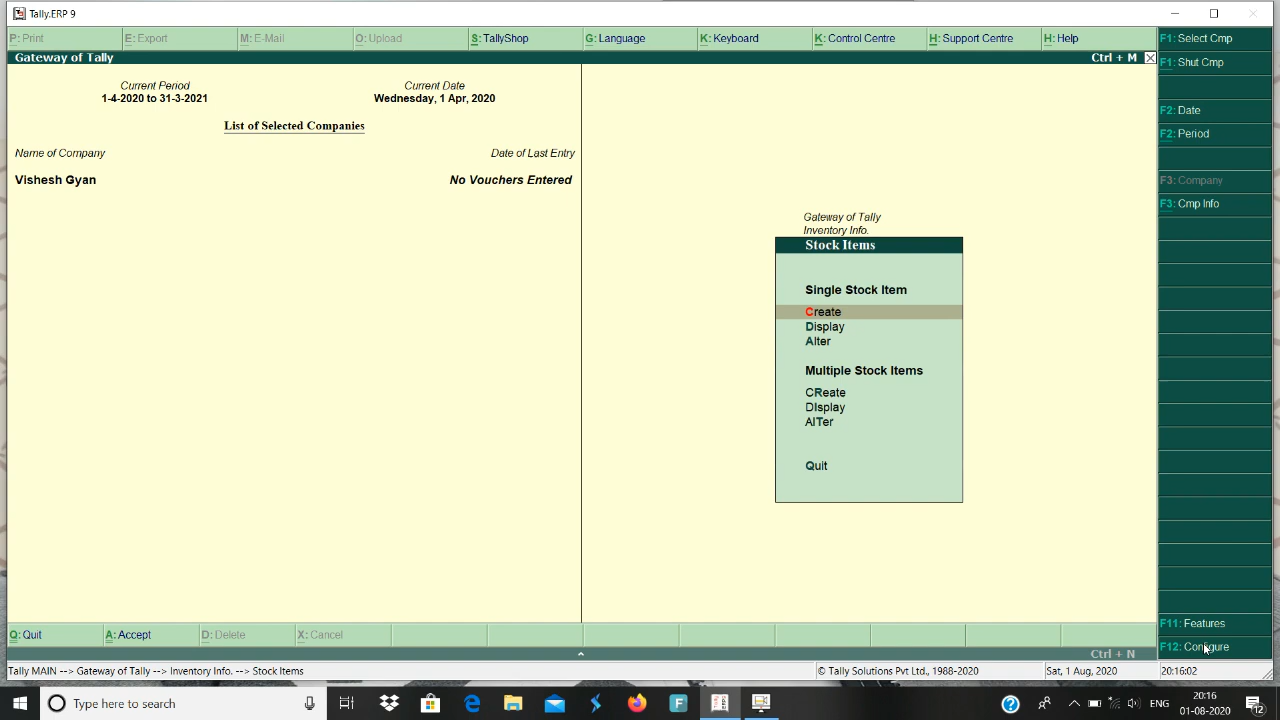 Tally.ERP 9
P: Print
E: Export
M: E-Mail
O: Upload
S: TallyShop
G: Language
K: Keyboard
K: Control Centre
H: Support Centre
H: Help
Gateway of Tally
Ctrl + M
Current Period
1-4-2020 to 31-3-2021
Current Date
Wednesday, 1 Apr, 2020
List of Selected Companies
Name of Company
Date of Last Entry
Vishesh Gyan
No Vouchers Entered
Gateway of Tally
Inventory Info.
Stock Items
Single Stock Item
Create
Display
Alter
Multiple Stock Items
CReate
DIsplay
AlTer
Quit
F1: Select Cmp
F1: Shut Cmp
F2: Date
F2: Period
F3: Company
F3: Cmp Info
F11: Features
F12: Configure
Q: Quit
A: Accept
D: Delete
X: Cancel
Ctrl + N
Tally MAIN --> Gateway of Tally --> Inventory Info. --> Stock Items
© Tally Solutions Pvt Ltd., 1988-2020
Sat, 1 Aug, 2020
20:16:02
Type here to search
ENG
20:16
01-08-2020
2